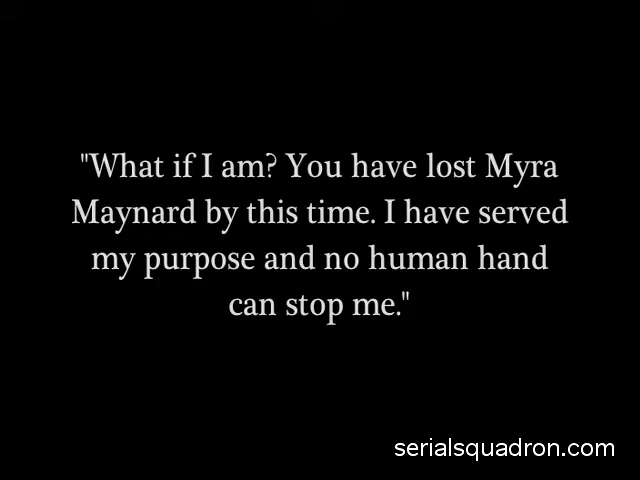 "What if I am? You have lost Myra
Maynard by this time. I have served
my purpose and no human hand
can stop me."
serialsquadron.com